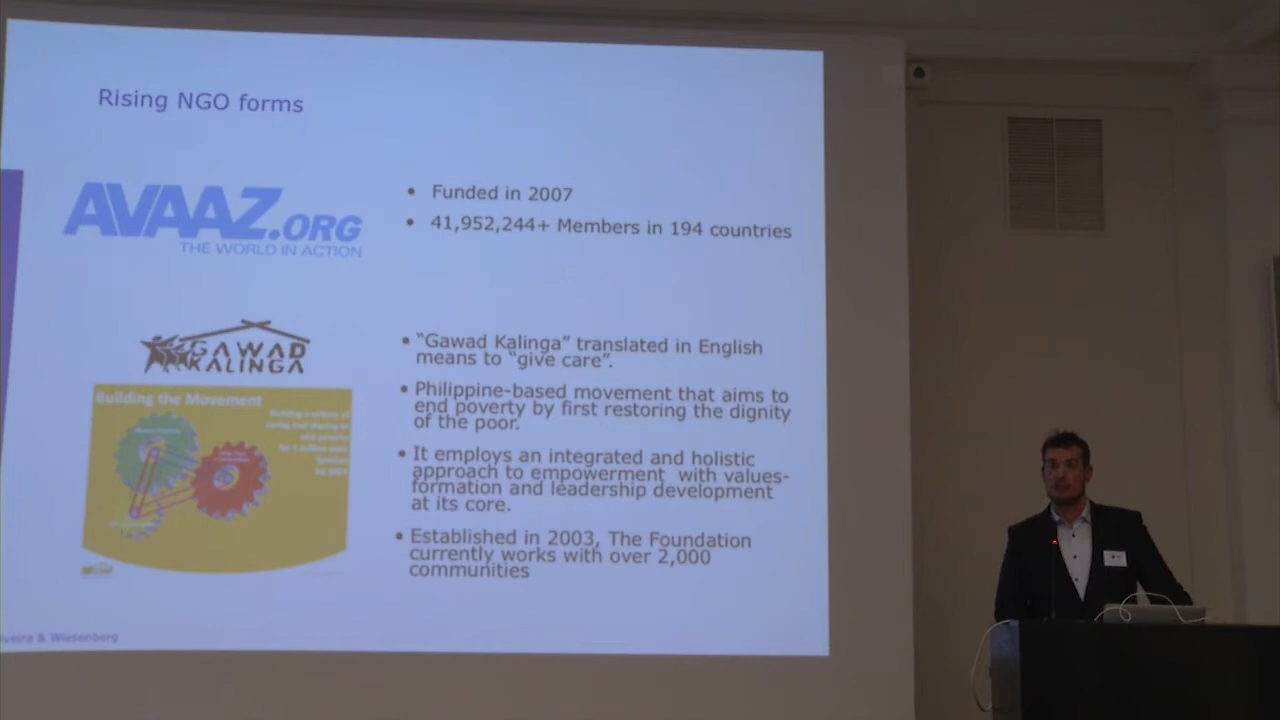 Rising NGO forms
AVAAZ.ORG
THE WORLD IN ACTION
• Funded in 2007
• 41,952,244+ Members in 194 countries
GAWAD
KALINGA
Building the Movement
• “Gawad Kalinga” translated in English
means to “give care”.
• Philippine-based movement that aims to
end poverty by first restoring the dignity
of the poor.
• It employs an integrated and holistic
approach to empowerment with values-
formation and leadership development
at its core.
• Established in 2003, The Foundation
currently works with over 2,000
communities
& Wiesenberg